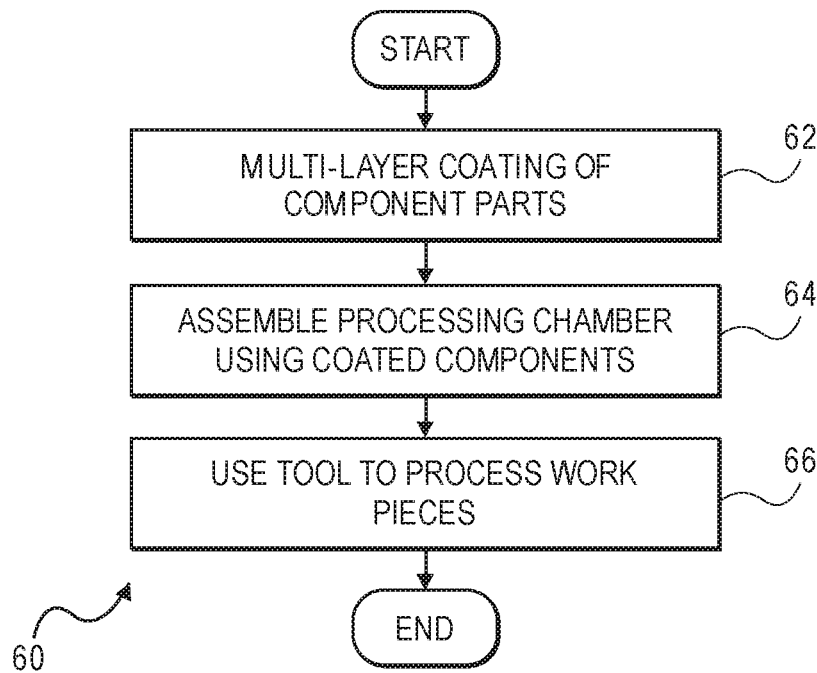 START
MULTI-LAYER COATING OF
COMPONENT PARTS
62
ASSEMBLE PROCESSING CHAMBER
USING COATED COMPONENTS
64
USE TOOL TO PROCESS WORK
PIECES
66
END
60